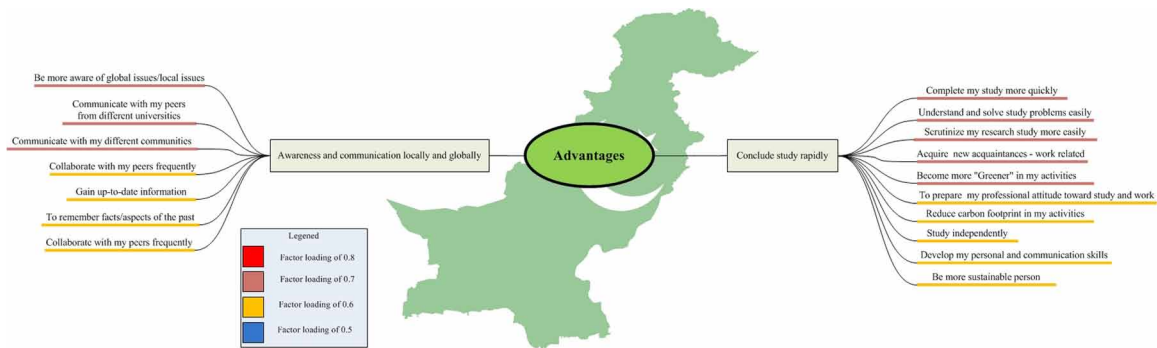 Be more aware of global issues/local issues
Communicate with my peers
from different universities
Communicate with my different communities
Collaborate with my peers frequently
Gain up-to-date information
To remember facts/aspects of the past
Collaborate with my peers frequently
Awareness and communication locally and globally
Advantages
Conclude study rapidly
Complete my study more quickly
Understand and solve study problems easily
Scrutinize my research study more easily
Acquire new acquaintances - work related
Become more "Greener" in my activities
To prepare my professional attitude toward study and work
Reduce carbon footprint in my activities
Study independently
Develop my personal and communication skills
Be more sustainable person
Legened
Factor loading of 0.8
Factor loading of 0.7
Factor loading of 0.6
Factor loading of 0.5